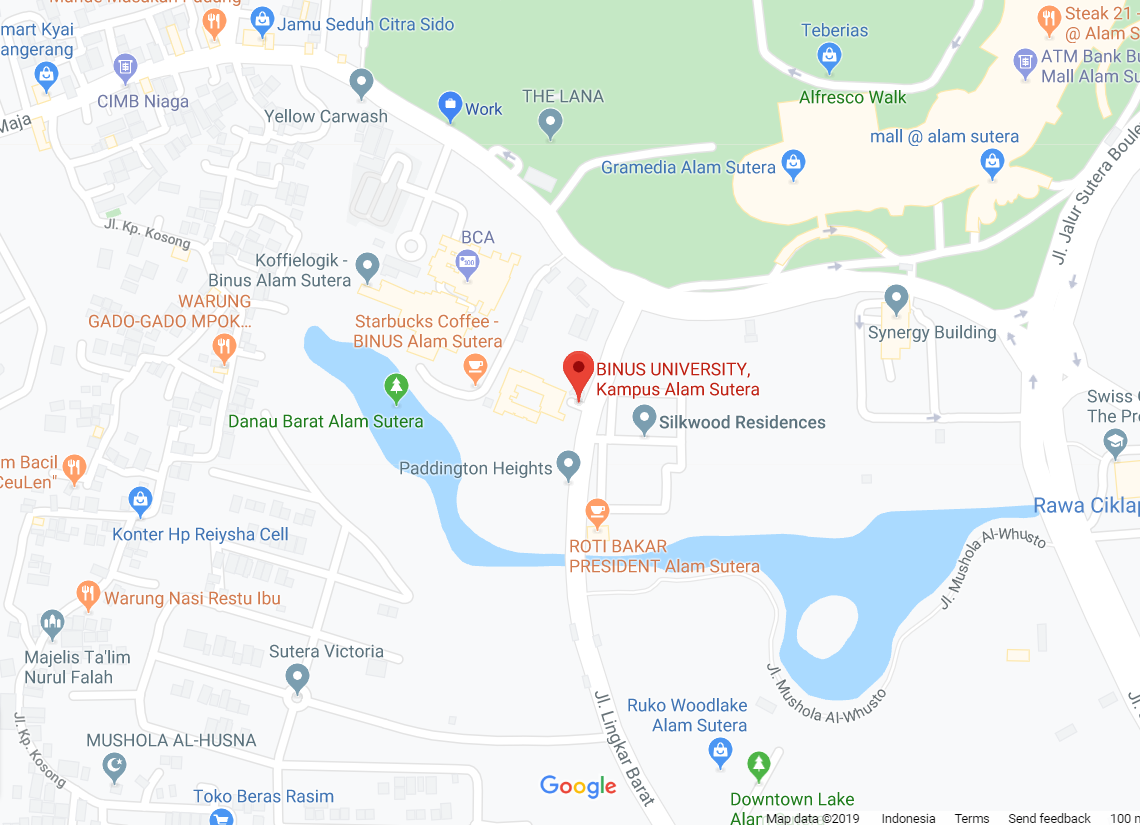 Jamu Seduh Citra Sido
Steak 21 -
@ Alam S
Teberias
mart Kyai
angerang
ATM Bank Bu
Mall Alam Su
CIMB Niaga
THE LANA
Alfresco Walk
Work
Yellow Carwash
Maja
mall @ alam sutera
Gramedia Alam Sutera
Jl. Jalur Sutera Boule
Jl. Kp. Kosong
BCA
Koffielogik -
Binus Alam Sutera
WARUNG
GADO-GADO MPOK...
Starbucks Coffee -
BINUS Alam Sutera
Synergy Building
BINUS UNIVERSITY,
Kampus Alam Sutera
Swiss
The Pr
Danau Barat Alam Sutera
Silkwood Residences
m Bacil
CeuLen"
Paddington Heights
Rawa Ciklap
Konter Hp Reiysha Cell
ROTI BAKAR
PRESIDENT Alam Sutera
Jl. Mushola Al-Whusto
Warung Nasi Restu Ibu
Majelis Ta'lim
Nurul Falah
Sutera Victoria
Jl. Mushola Al-Whusto
Ruko Woodlake
Alam Sutera
Jl. Lingkar Barat
Jl. Kp. Kosong
MUSHOLA AL-HUSNA
Google
Toko Beras Rasim
Downtown Lake
Map data ©2019 Indonesia Terms Send feedback 100 m